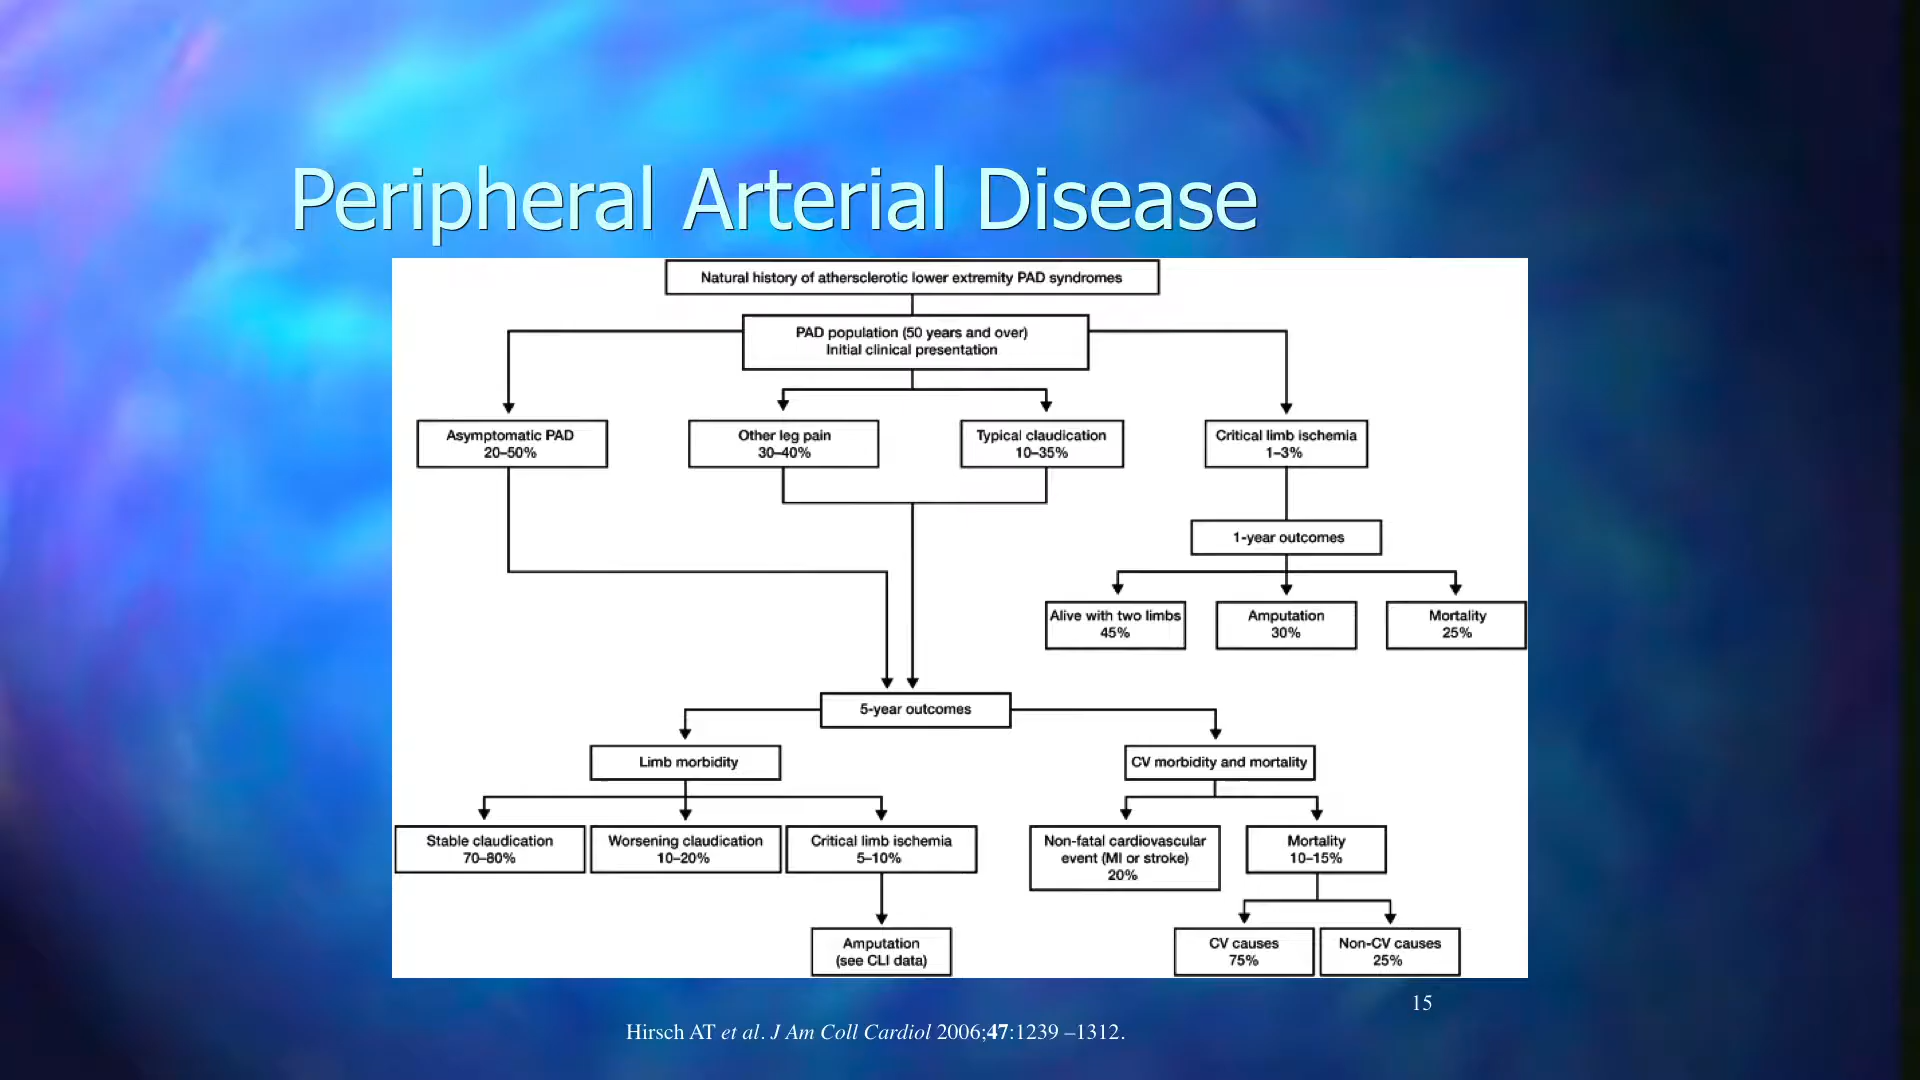 Peripheral Arterial Disease
Natural history of athersclerotic lower extremity PAD syndromes
PAD population (50 years and over)
Initial clinical presentation
Asymptomatic PAD
20–50%
Other leg pain
30–40%
Typical claudication
10–35%
Critical limb ischemia
1–3%
1-year outcomes
Alive with two limbs
45%
Amputation
30%
Mortality
25%
5-year outcomes
Limb morbidity
CV morbidity and mortality
Stable claudication
70–80%
Worsening claudication
10–20%
Critical limb ischemia
5–10%
Non-fatal cardiovascular
event (MI or stroke)
20%
Mortality
10–15%
Amputation
(see CLI data)
CV causes
75%
Non-CV causes
25%
15
Hirsch AT et al. J Am Coll Cardiol 2006;47:1239 –1312.